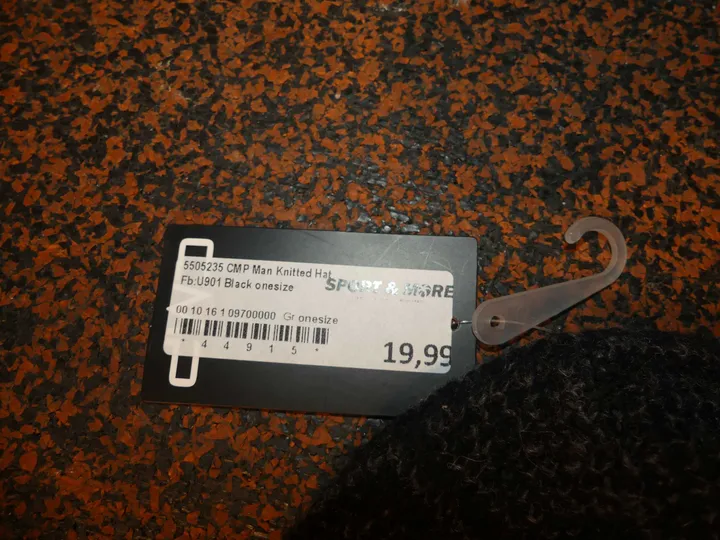 5505235 CMP Man Knitted Hat
Fb:U901 Black onesize
SPORT & MORE
00 10 16 1 09700000 Gr onesize
* 4 4 9 1 5 *
19,99